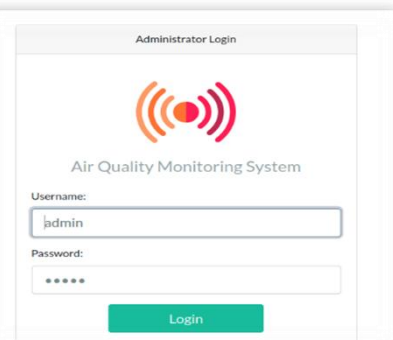 Administrator Login
Air Quality Monitoring System
Username:
admin
Password:
•••••
Login